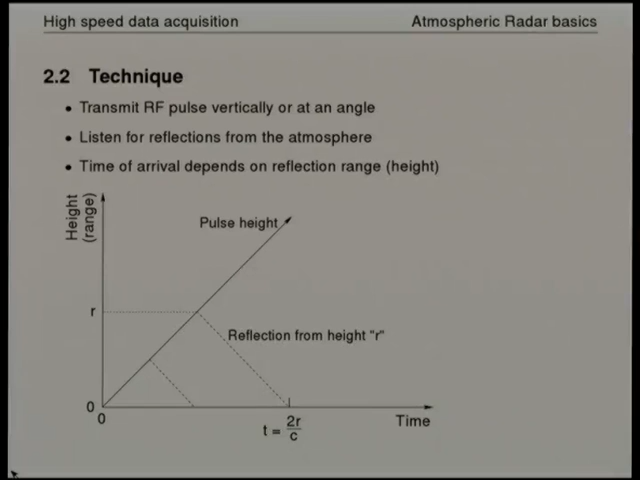 High speed data acquisition
Atmospheric Radar basics
2.2 Technique
• Transmit RF pulse vertically or at an angle
• Listen for reflections from the atmosphere
• Time of arrival depends on reflection range (height)
Height
(range)
Pulse height
r
Reflection from height "r"
0
0
t = 2r
c
Time